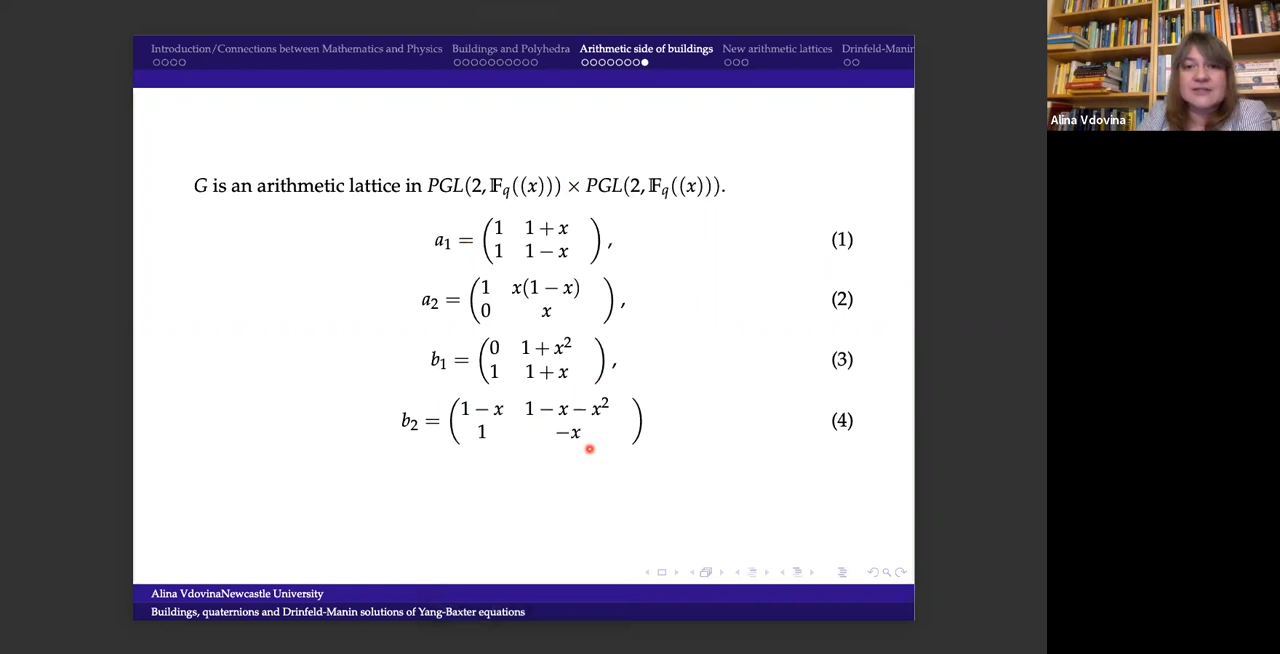 Introduction/Connections between Mathematics and Physics Buildings and Polyhedra Arithmetic side of buildings New arithmetic lattices Drinfeld-Manin
G is an arithmetic lattice in PGL(2, 𝔽_q((x))) × PGL(2, 𝔽_q((x))).
a₁ = ( 1 1 + x
1 1 − x ), (1)
a₂ = ( 1 x(1 − x)
0 x ), (2)
b₁ = ( 0 1 + x²
1 1 + x ), (3)
b₂ = ( 1 − x 1 − x − x²
1 −x ) (4)
Alina VdovinaNewcastle University
Buildings, quaternions and Drinfeld-Manin solutions of Yang-Baxter equations
Alina Vdovina